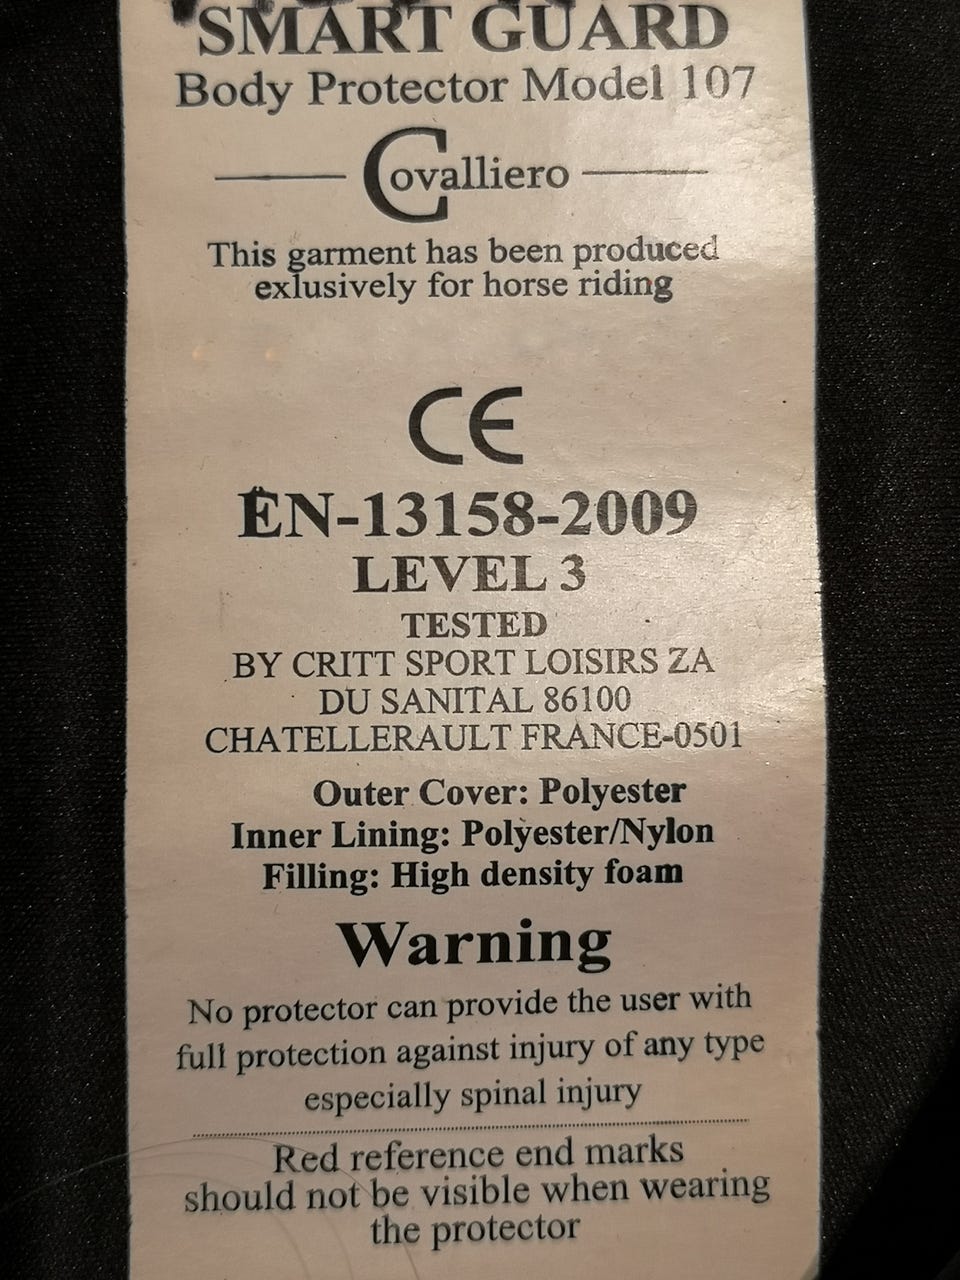 SMART GUARD
Body Protector Model 107
Covalliero
This garment has been produced
exlusively for horse riding
CE
EN-13158-2009
LEVEL 3
TESTED
BY CRITT SPORT LOISIRS ZA
DU SANITAL 86100
CHATELLERAULT FRANCE-0501
Outer Cover: Polyester
Inner Lining: Polyester/Nylon
Filling: High density foam
Warning
No protector can provide the user with
full protection against injury of any type
especially spinal injury
Red reference end marks
should not be visible when wearing
the protector